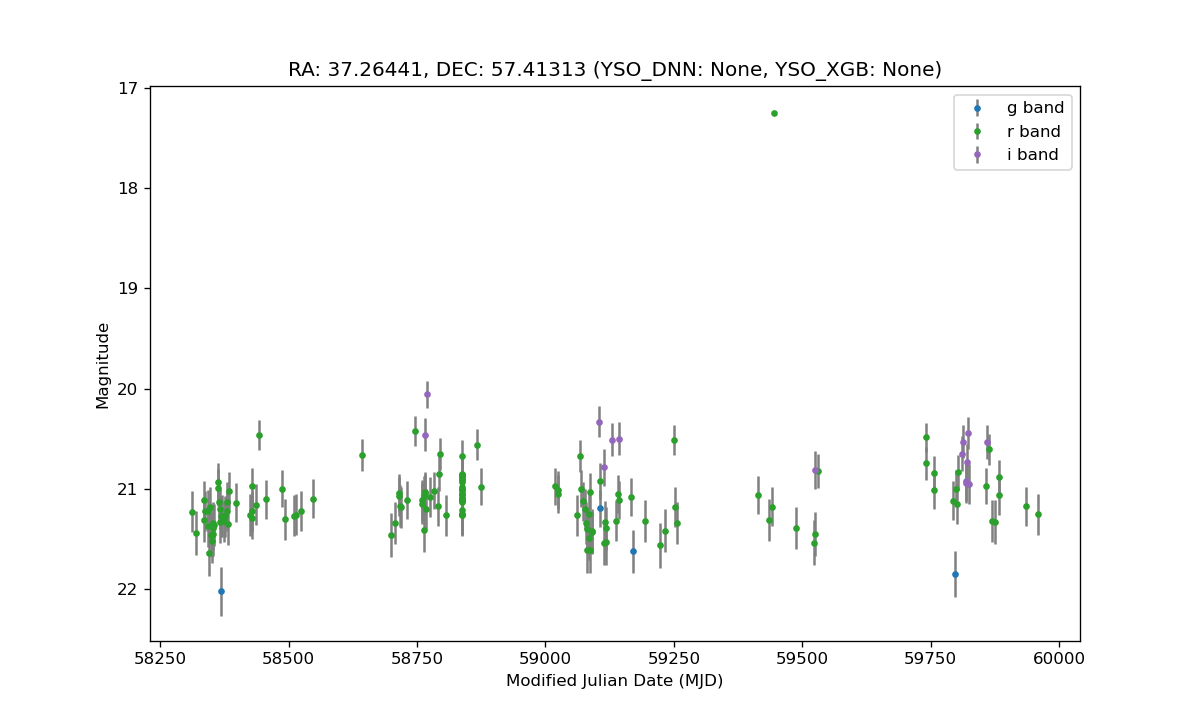 RA: 37.26441, DEC: 57.41313 (YSO_DNN: None, YSO_XGB: None)
17
18
19
20
21
22
Magnitude
g band
r band
i band
58250
58500
58750
59000
59250
59500
59750
60000
Modified Julian Date (MJD)